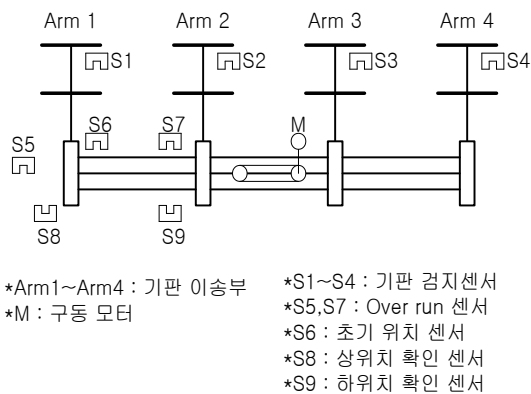 Arm 1 Arm 2 Arm 3 Arm 4
S1 S2 S3 S4
S6 S7 M
S5
S8 S9
*Arm1~Arm4 : 기판 이송부
*M : 구동 모터
*S1~S4 : 기판 검지센서
*S5,S7 : Over run 센서
*S6 : 초기 위치 센서
*S8 : 상위치 확인 센서
*S9 : 하위치 확인 센서